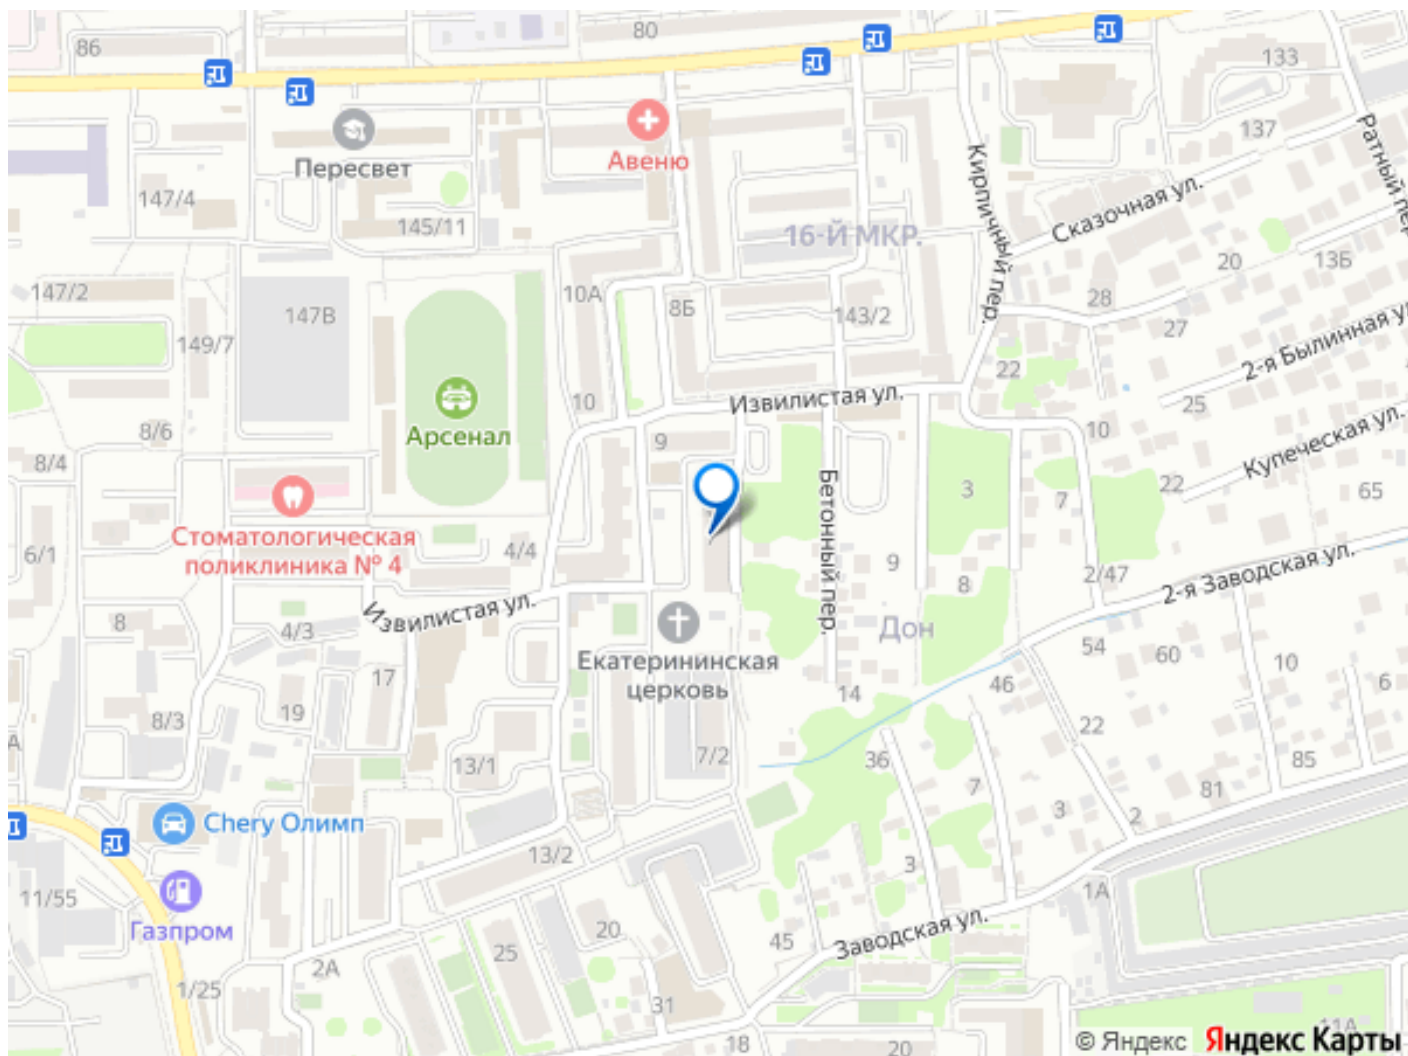 86
80
133
137
Пересвет
Авеню
147/4
145/11
16-Й МКР.
Кирпичный пер.
Сказочная ул.
Ратный пер.
20
13Б
147/2
147В
10А
8Б
143/2
28
27
149/7
22
2-я Былинная ул.
Извилистая ул.
10
25
Арсенал
8/6
9
10
Купеческая ул.
8/4
3
7
22
65
Стоматологическая
поликлиника № 4
Бетонный пер.
6/1
4/4
9
8
2/47
2-я Заводская ул.
Извилистая ул.
8
4/3
Дон
54
60
Екатерининская
церковь
17
14
46
10
6
19
8/3
А
13/1
7/2
36
7
22
85
81
3
2
Chery Олимп
13/2
3
11/55
1А
Газпром
25
20
45
Заводская ул.
2А
1/25
31
18
20
11А
© Яндекс Яндекс Карты